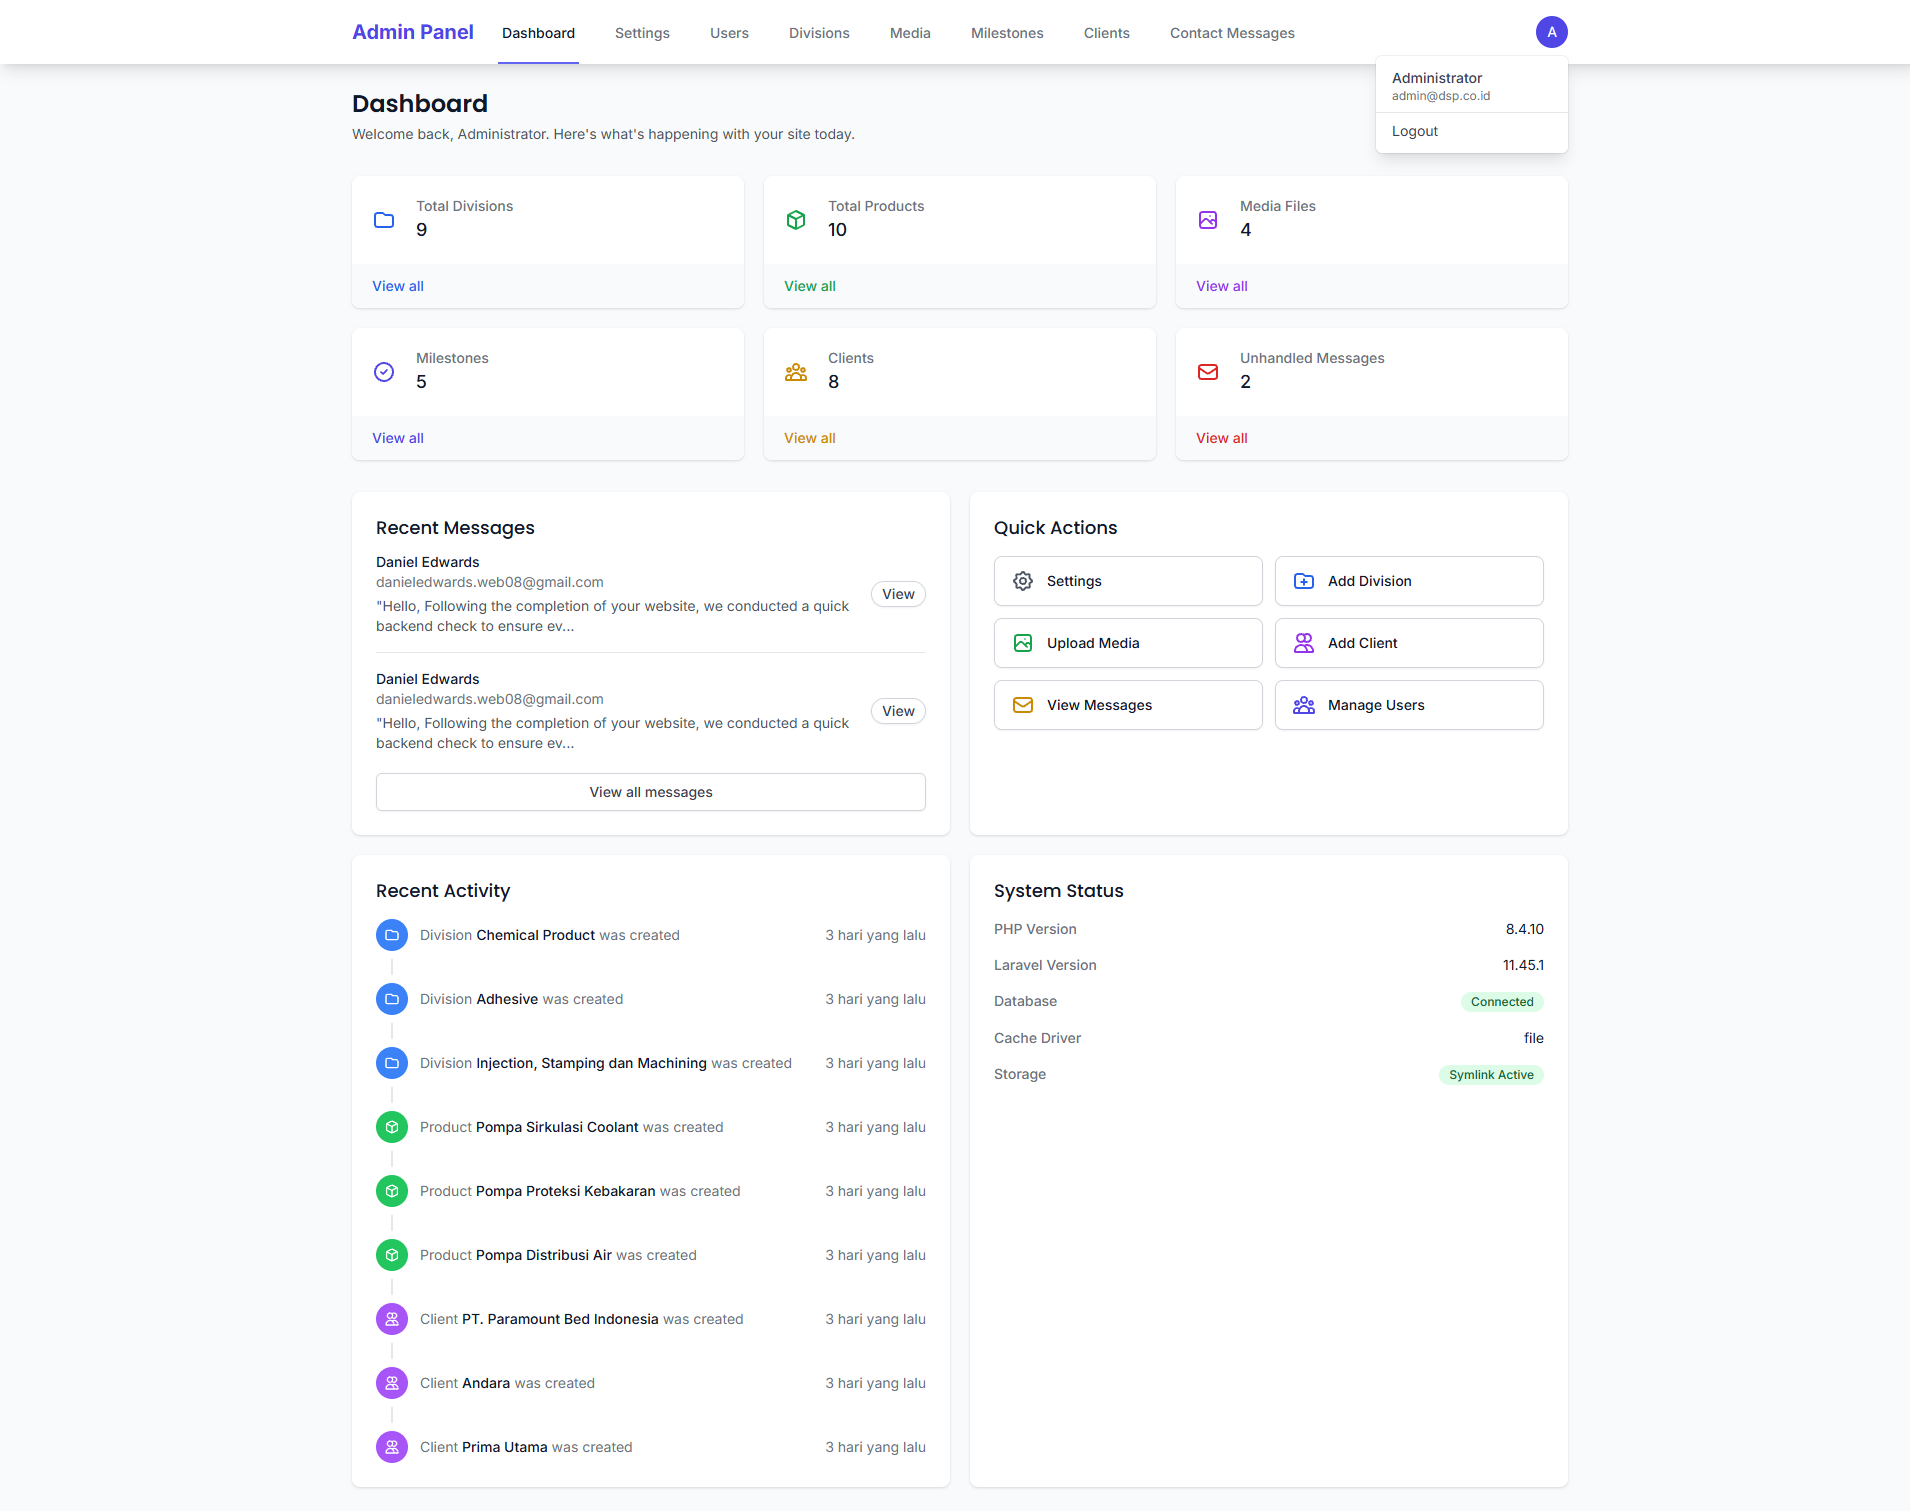 Admin Panel
Dashboard
Settings
Users
Divisions
Media
Milestones
Clients
Contact Messages
A
Administrator
admin@dsp.co.id
Logout
Dashboard
Welcome back, Administrator. Here's what's happening with your site today.
Total Divisions
9
View all
Total Products
10
View all
Media Files
4
View all
Milestones
5
View all
Clients
8
View all
Unhandled Messages
2
View all
Recent Messages
Daniel Edwards
danieledwards.web08@gmail.com
"Hello, Following the completion of your website, we conducted a quick
backend check to ensure ev...
View
Daniel Edwards
danieledwards.web08@gmail.com
"Hello, Following the completion of your website, we conducted a quick
backend check to ensure ev...
View
View all messages
Quick Actions
Settings
Add Division
Upload Media
Add Client
View Messages
Manage Users
Recent Activity
Division Chemical Product was created 3 hari yang lalu
Division Adhesive was created 3 hari yang lalu
Division Injection, Stamping dan Machining was created 3 hari yang lalu
Product Pompa Sirkulasi Coolant was created 3 hari yang lalu
Product Pompa Proteksi Kebakaran was created 3 hari yang lalu
Product Pompa Distribusi Air was created 3 hari yang lalu
Client PT. Paramount Bed Indonesia was created 3 hari yang lalu
Client Andara was created 3 hari yang lalu
Client Prima Utama was created 3 hari yang lalu
System Status
PHP Version 8.4.10
Laravel Version 11.45.1
Database Connected
Cache Driver file
Storage Symlink Active